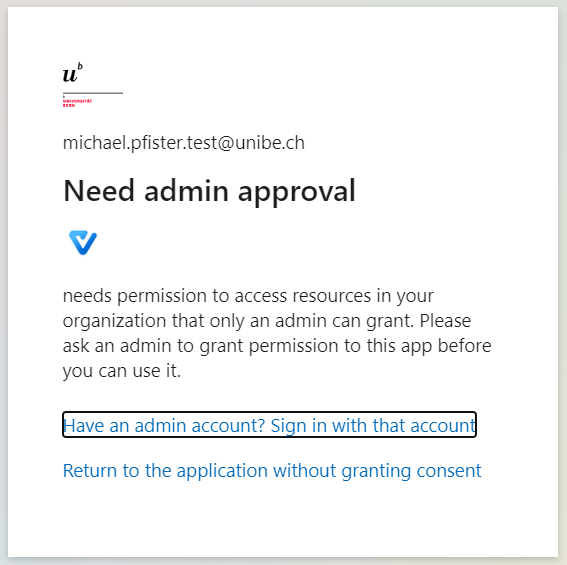 u
b
b
UNIVERSITÄT
BERN
michael.pfister.test@unibe.ch
Need admin approval
needs permission to access resources in your
organization that only an admin can grant. Please
ask an admin to grant permission to this app before
you can use it.
Have an admin account? Sign in with that account
Return to the application without granting consent